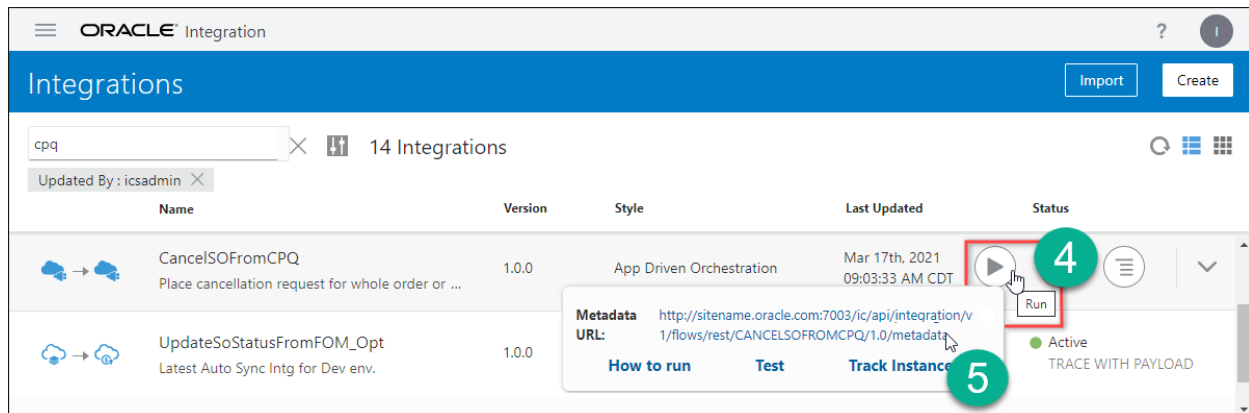 ORACLE Integration
?
I
Integrations
Import
Create
cpq
14 Integrations
Updated By : icsadmin
Name Version Style Last Updated Status
CancelSOFromCPQ
Place cancellation request for whole order or ...
1.0.0
App Driven Orchestration
Mar 17th, 2021
09:03:33 AM CDT
4
Run
Metadata URL:
http://sitename.oracle.com:7003/ic/api/integration/v
1/flows/rest/CANCELSOFROMCPQ/1.0/metadata
How to run Test Track Instance
5
UpdateSoStatusFromFOM_Opt
Latest Auto Sync Intg for Dev env.
1.0.0
Active
TRACE WITH PAYLOAD